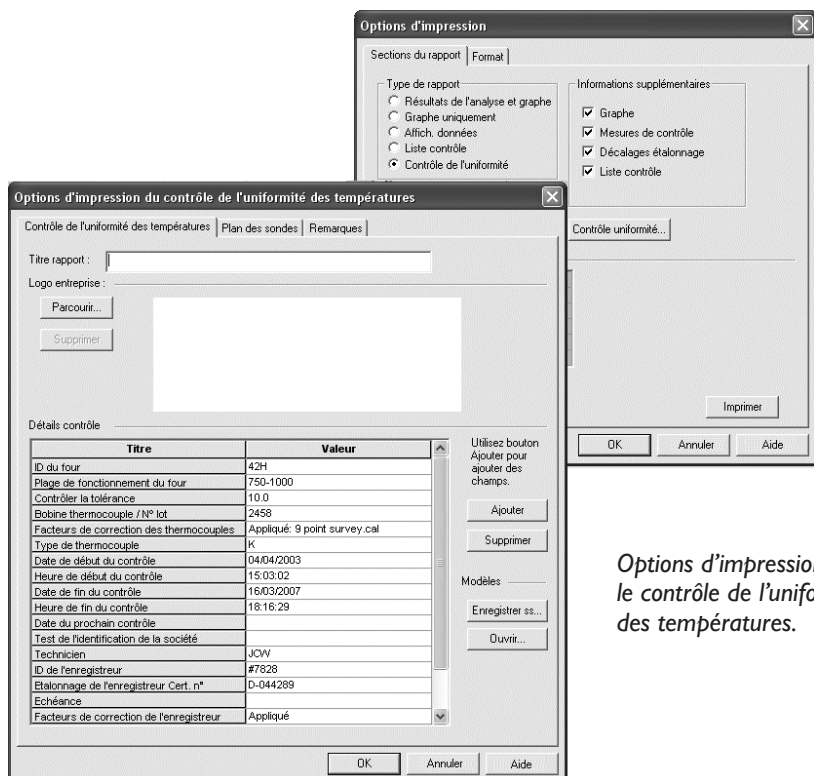 Options d'impression
Sections du rapport
Format
Type de rapport
Résultats de l'analyse et graphe
Graphe uniquement
Affich. données
Liste contrôle
Contrôle de l'uniformité
Informations supplémentaires
Graphe
Mesures de contrôle
Décalages étalonnage
Liste contrôle
Contrôle uniformité...
Imprimer
OK
Annuler
Aide
Options d'impression du contrôle de l'uniformité des températures
Contrôle de l'uniformité des températures
Plan des sondes
Remarques
Titre rapport :
Logo entreprise :
Parcourir...
Supprimer
Détails contrôle
Titre Valeur
ID du four 42H
Plage de fonctionnement du four 750-1000
Contrôler la tolérance 10.0
Bobine thermocouple / N° lot 2458
Facteurs de correction des thermocouples Appliqué: 9 point survey.cal
Type de thermocouple K
Date de début du contrôle 04/04/2003
Heure de début du contrôle 15:03:02
Date de fin du contrôle 16/03/2007
Heure de fin du contrôle 18:16:29
Date du prochain contrôle
Test de l'identification de la société
Technicien JCW
ID de l'enregistreur #7828
Etalonnage de l'enregistreur Cert. n° D-044289
Echéance
Facteurs de correction de l'enregistreur Appliqué
Utilisez bouton
Ajouter pour
ajouter des
champs.
Ajouter
Supprimer
Modèles
Enregistrer ss...
Ouvrir...
OK
Annuler
Aide
Options d'impression
le contrôle de l'unifo
des températures.